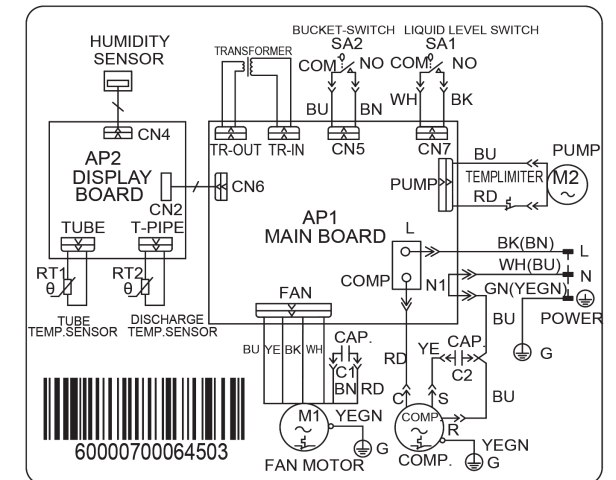 BUCKET-SWITCH LIQUID LEVEL SWITCH
HUMIDITY
SENSOR
TRANSFORMER
SA2
SA1
COM NO
COM NO
BU BN
WH BK
CN4
TR-OUT TR-IN CN5 CN7
AP2
DISPLAY
BOARD
CN2
CN6
TUBE T-PIPE
RT1
θ
RT2
θ
TUBE
TEMP.SENSOR
DISCHARGE
TEMP.SENSOR
AP1
MAIN BOARD
PUMP
BU
TEMPLIMITER
RD
PUMP
M2
~
L
COMP
BK(BN) L
WH(BU) N
N1
GN(YEGN)
POWER
BU
G
FAN
BU YE BK WH
CAP.
C1
BN RD
RD
YE
CAP.
C2
BU
C S
R
M1
~
YEGN
G
FAN MOTOR
COMP.
~
YEGN
G
COMP.
60000700064503